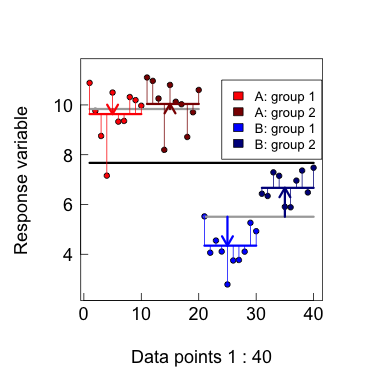 Response variable
10
8
6
4
A: group 1
A: group 2
B: group 1
B: group 2
0 10 20 30 40
Data points 1 : 40